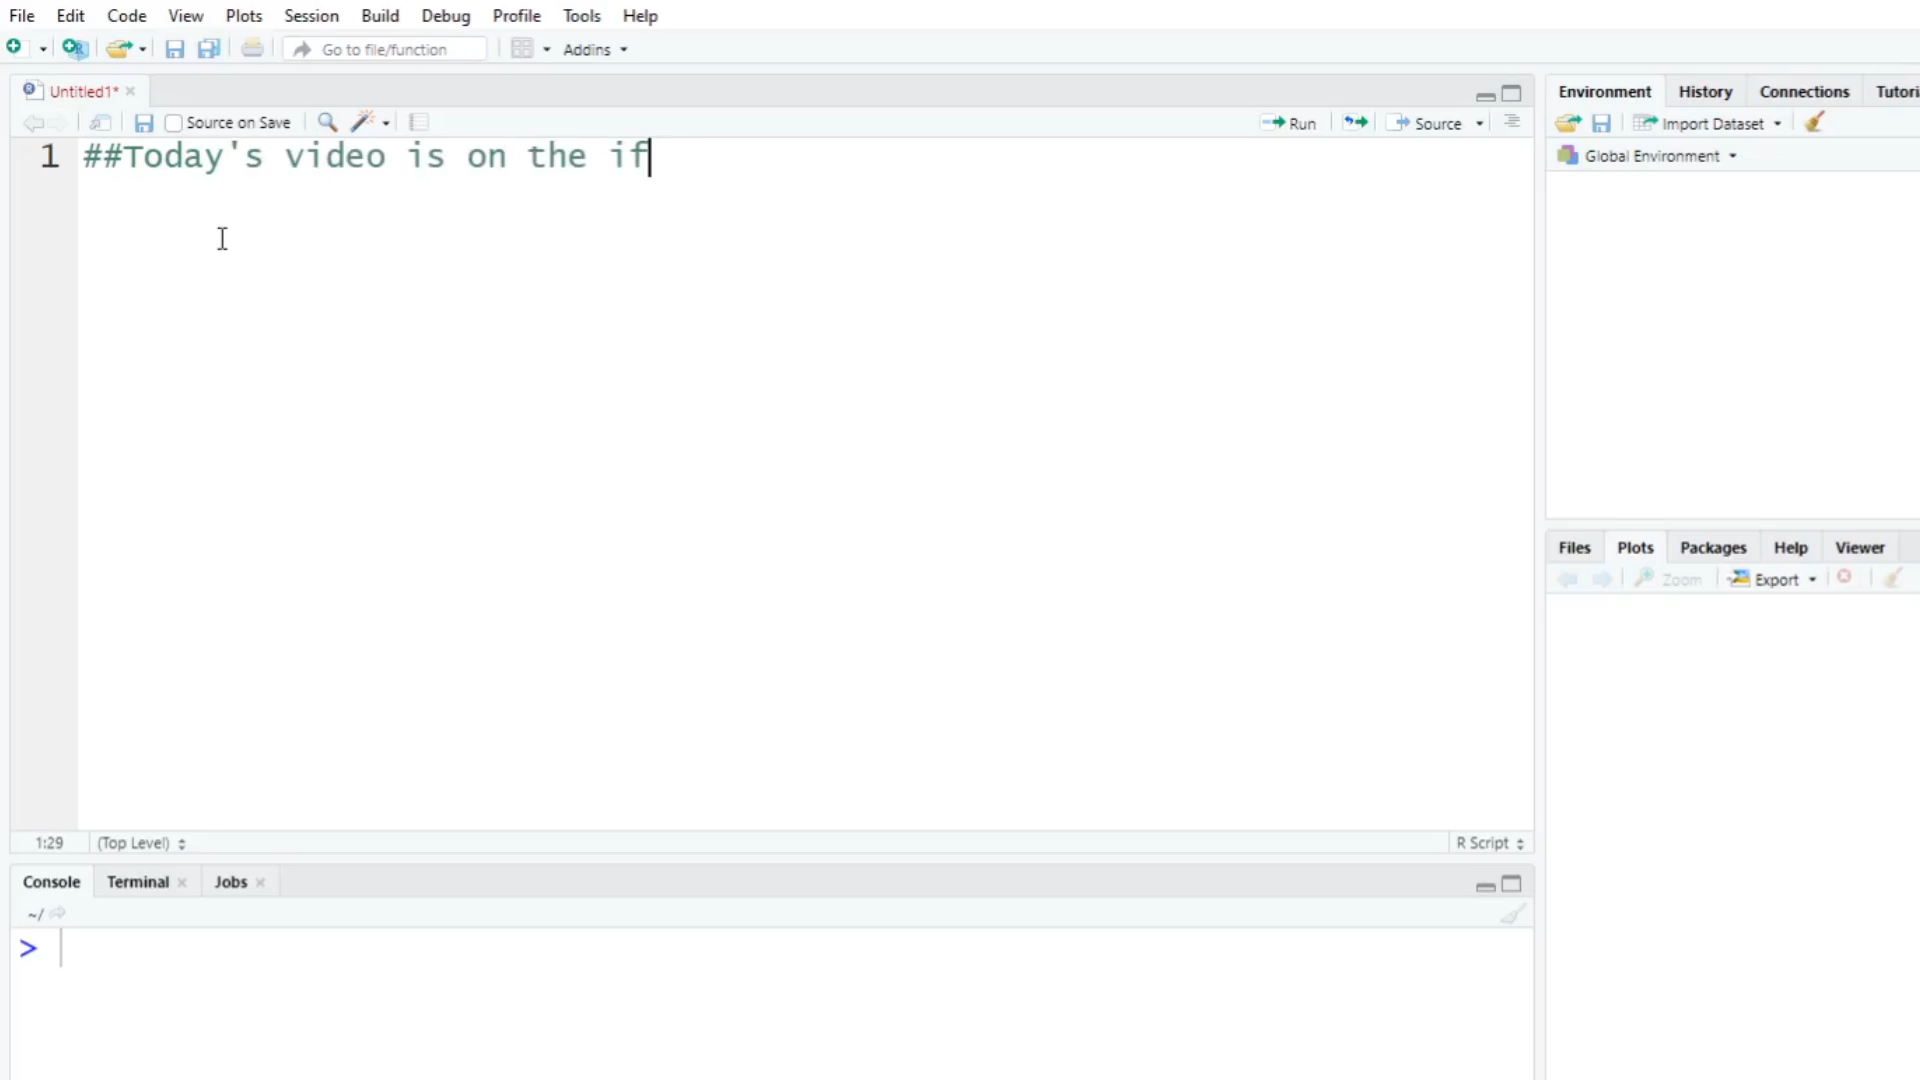 File Edit Code View Plots Session Build Debug Profile Tools Help
Go to file/function Addins
Untitled1*
Source on Save Run Source
1 ##Today's video is on the if
1:29 (Top Level) R Script
Console Terminal Jobs
~/
>
Environment History Connections Tutori
Import Dataset
Global Environment
Files Plots Packages Help Viewer
Zoom Export